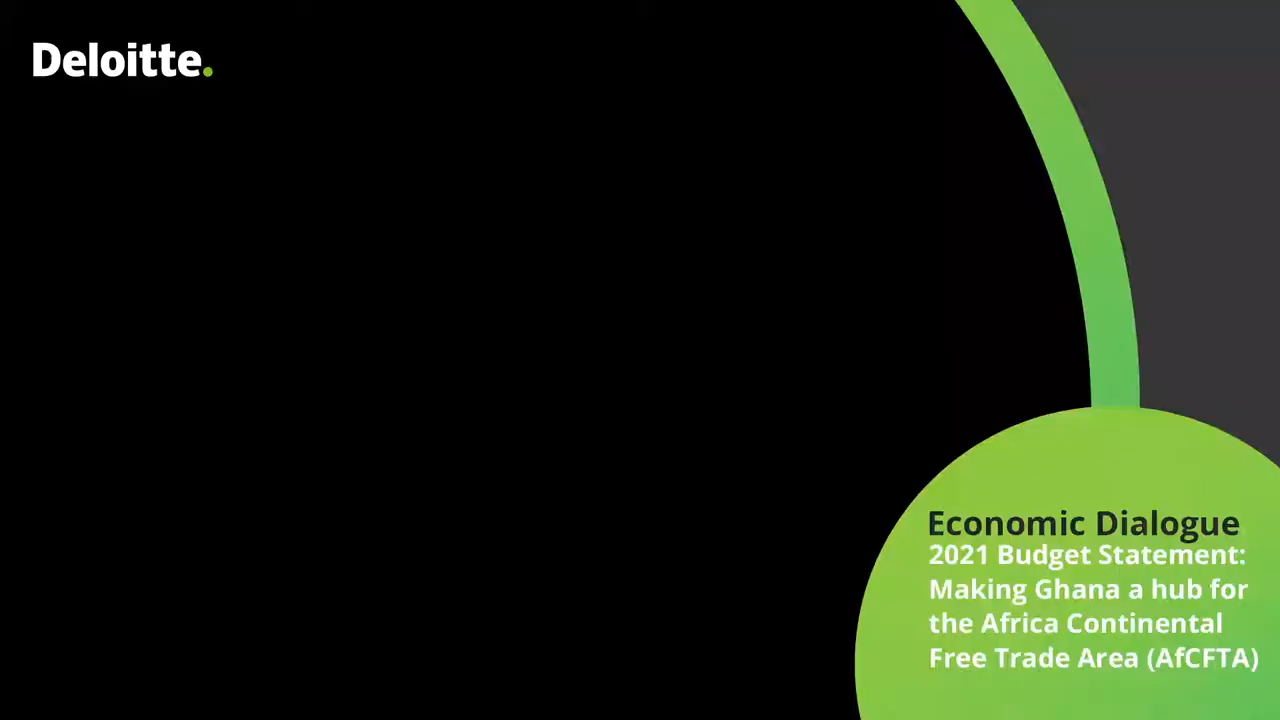 Deloitte.
Economic Dialogue
2021 Budget Statement:
Making Ghana a hub for
the Africa Continental
Free Trade Area (AfCFTA)